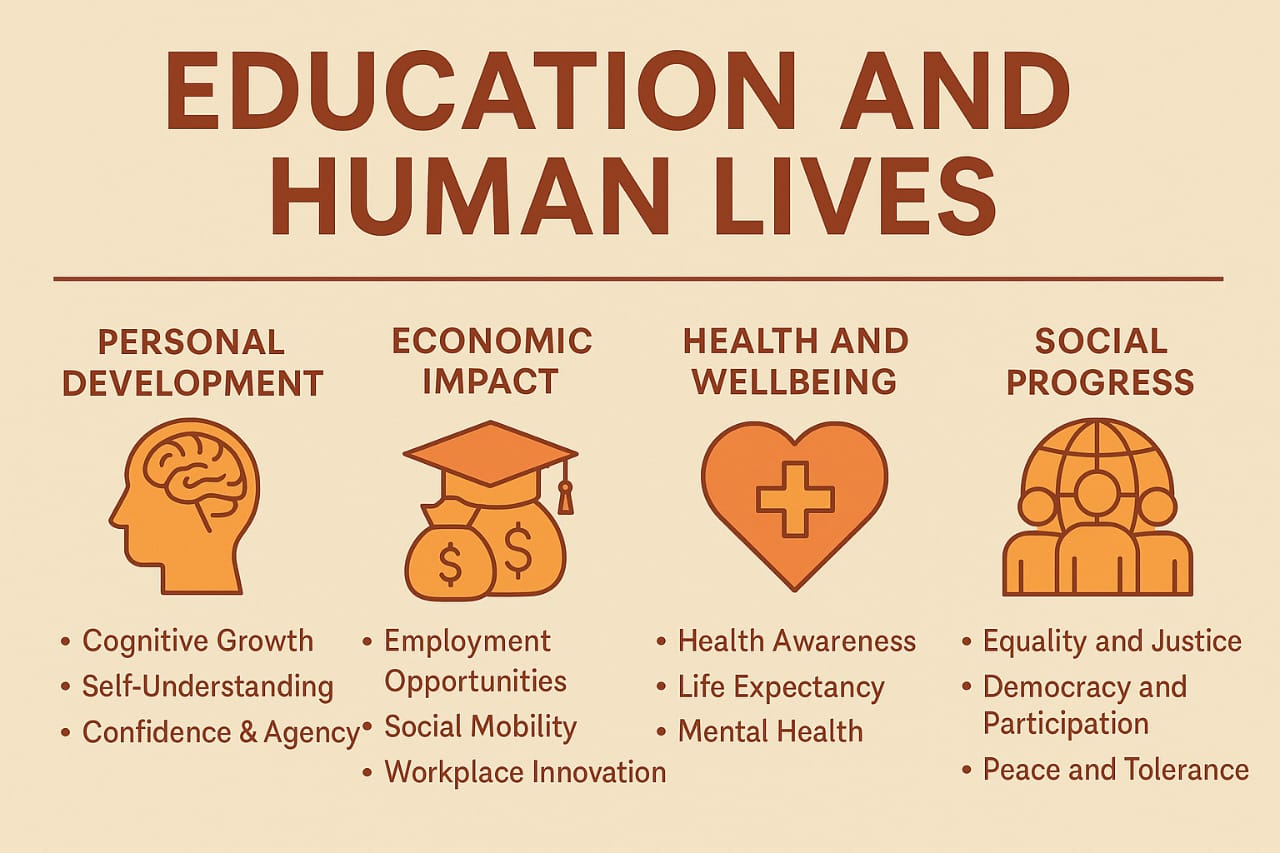 EDUCATION AND
HUMAN LIVES
PERSONAL
DEVELOPMENT
• Cognitive Growth
• Self-Understanding
• Confidence & Agency
ECONOMIC
IMPACT
$ $
• Employment
Opportunities
• Social Mobility
• Workplace Innovation
HEALTH AND
WELLBEING
• Health Awareness
• Life Expectancy
• Mental Health
SOCIAL
PROGRESS
• Equality and Justice
• Democracy and
Participation
• Peace and Tolerance